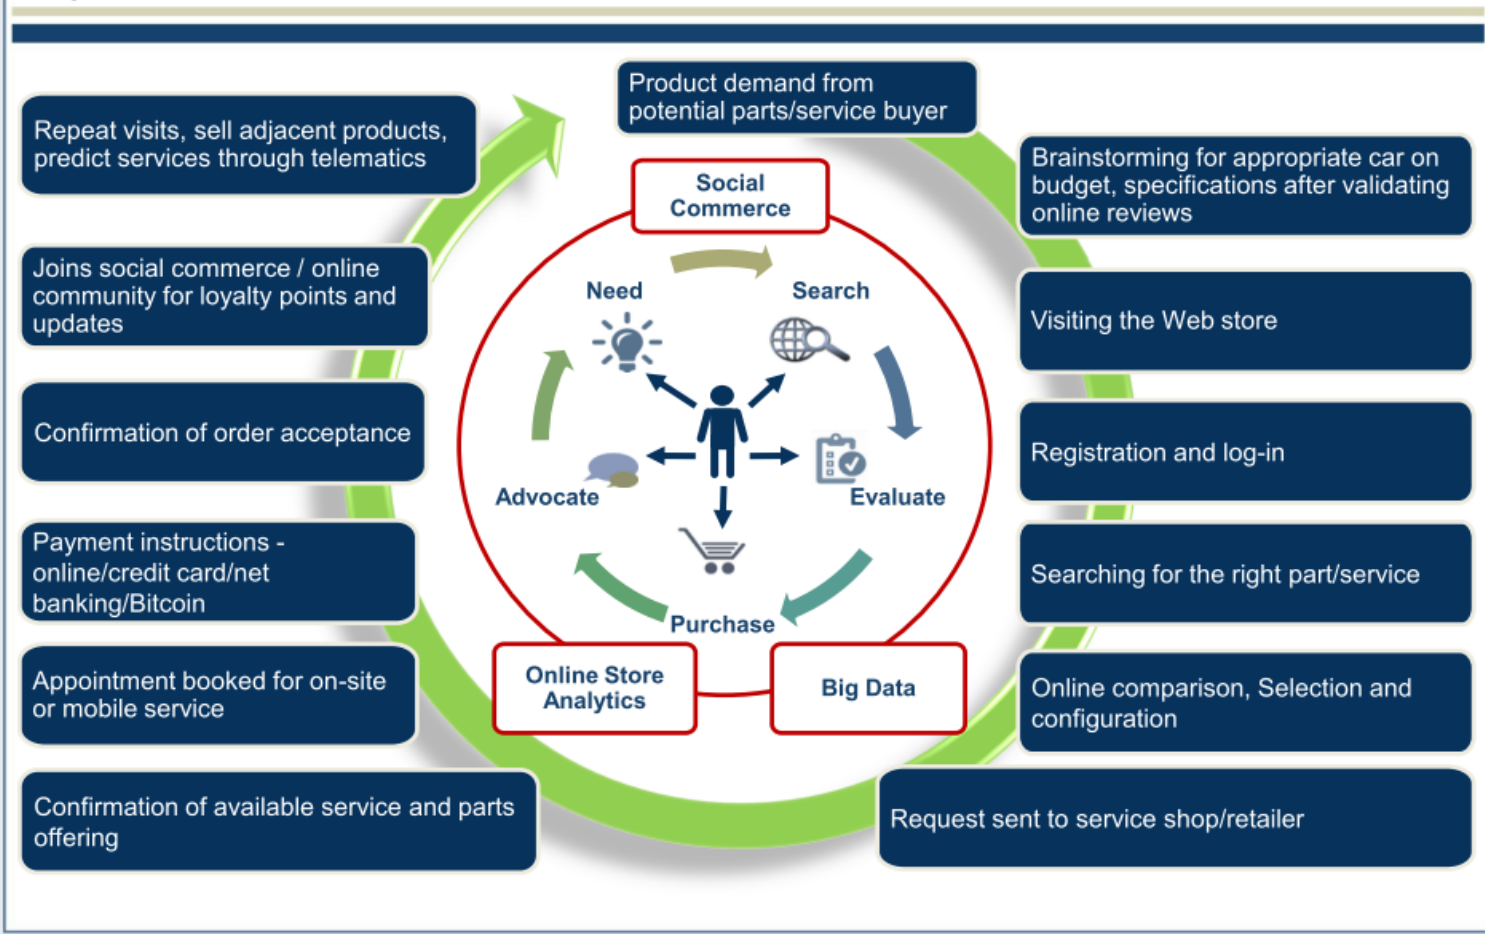 Product demand from
potential parts/service buyer
Repeat visits, sell adjacent products,
predict services through telematics
Brainstorming for appropriate car on
budget, specifications after validating
online reviews
Social
Commerce
Joins social commerce / online
community for loyalty points and
updates
Need
Search
Visiting the Web store
Confirmation of order acceptance
Registration and log-in
Advocate
Evaluate
Payment instructions -
online/credit card/net
banking/Bitcoin
Searching for the right part/service
Purchase
Appointment booked for on-site
or mobile service
Online Store
Analytics
Big Data
Online comparison, Selection and
configuration
Confirmation of available service and parts
offering
Request sent to service shop/retailer